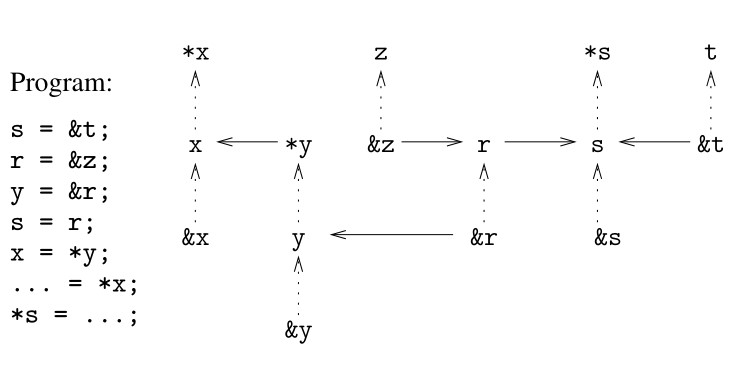 *x z *s t
Program:
s = &t;
r = &z;
y = &r;
s = r;
x = *y;
... = *x;
*s = ...;
x *y &z r s &t
&x y &r &s
&y